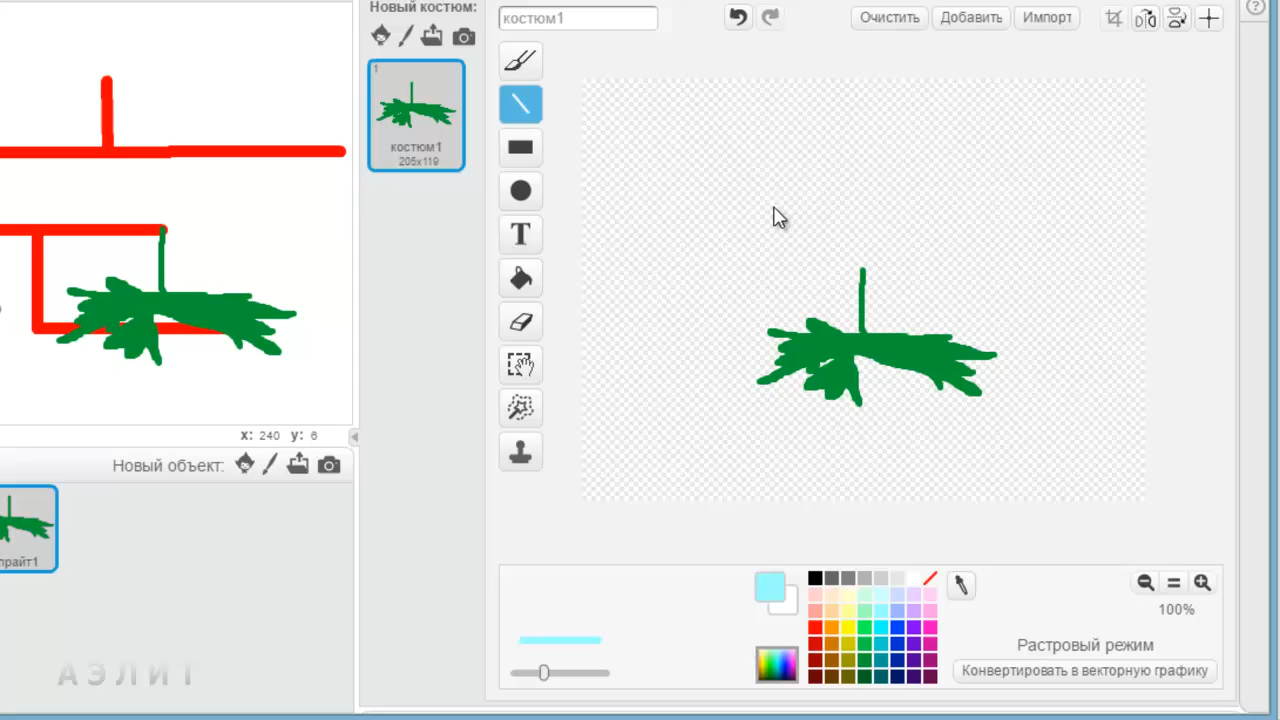 Новый костюм:
костюм1
Очистить
Добавить
Импорт
1
костюм1
205x119
T
x: 240 y: 6
Новый объект:
прайт1
100%
Растровый режим
Конвертировать в векторную графику
АЭЛИТ